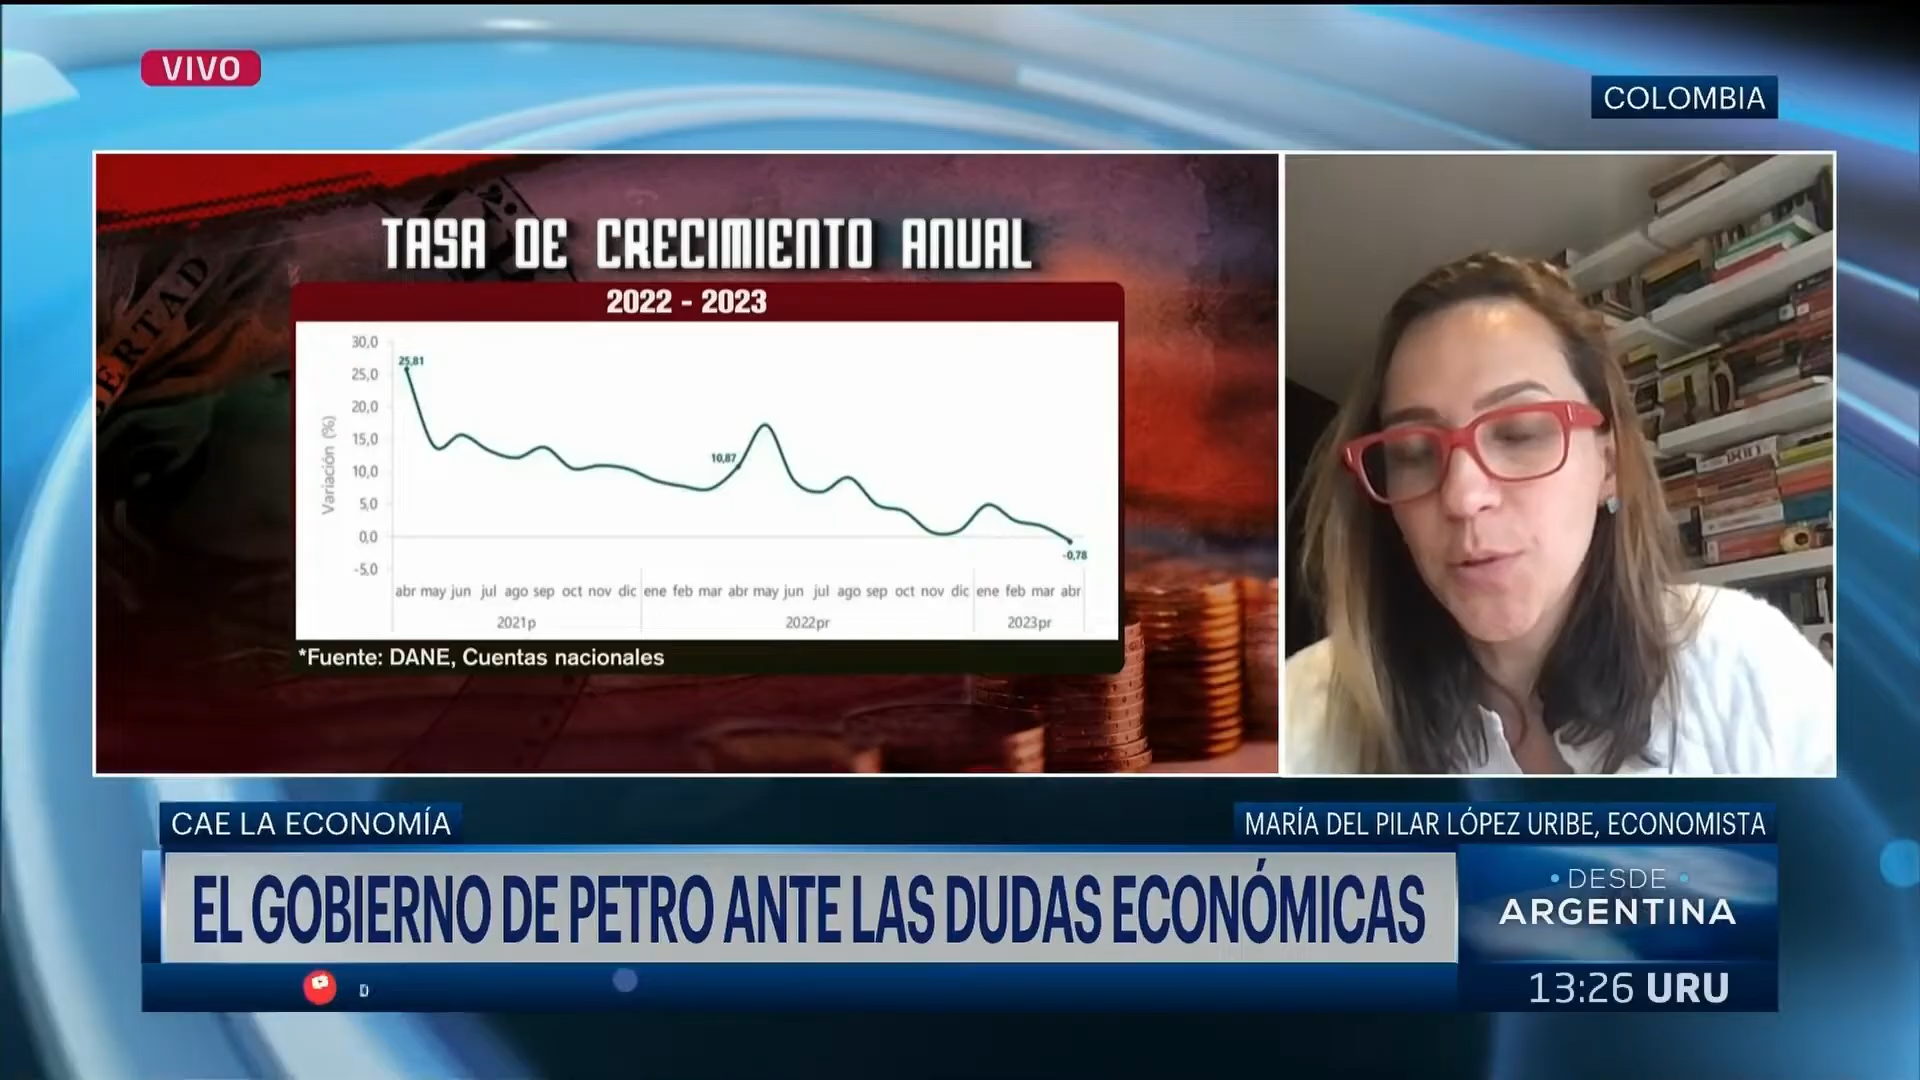 VIVO
COLOMBIA
TASA DE CRECIMIENTO ANUAL
2022 - 2023
ERTAD
Variación (%)
30,0
25,0
20,0
15,0
10,0
5,0
0,0
-5,0
25,81
10,87
-0,78
abr may jun jul ago sep oct nov dic ene feb mar abr may jun jul ago sep oct nov dic ene feb mar abr
2021p 2022pr 2023pr
*Fuente: DANE, Cuentas nacionales
CAE LA ECONOMÍA
MARÍA DEL PILAR LÓPEZ URIBE, ECONOMISTA
EL GOBIERNO DE PETRO ANTE LAS DUDAS ECONÓMICAS
• DESDE •
ARGENTINA
D
13:26 URU